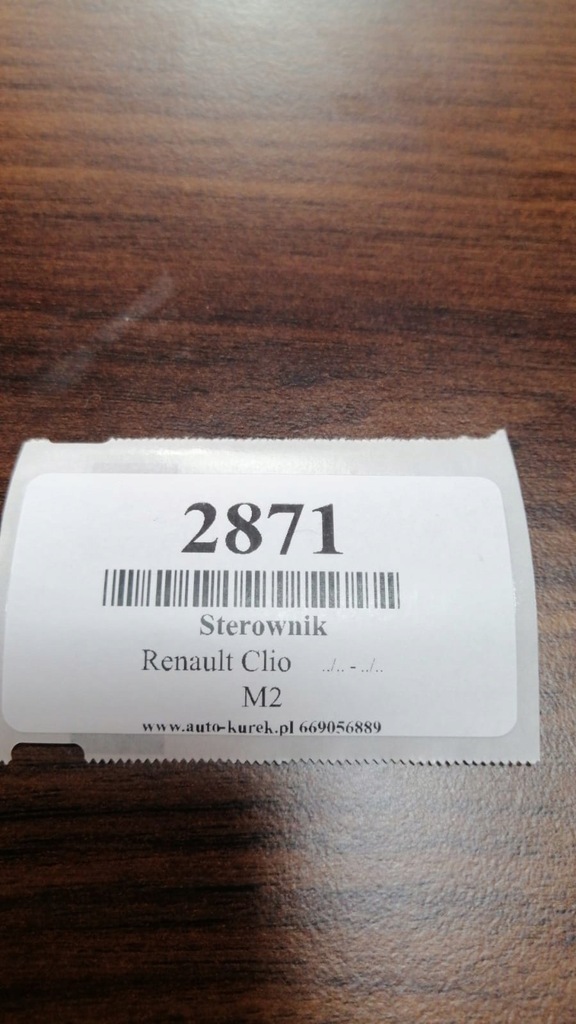 2871
Sterownik
Renault Clio ../.. - ../..
M2
www.auto-kurek.pl 669056889